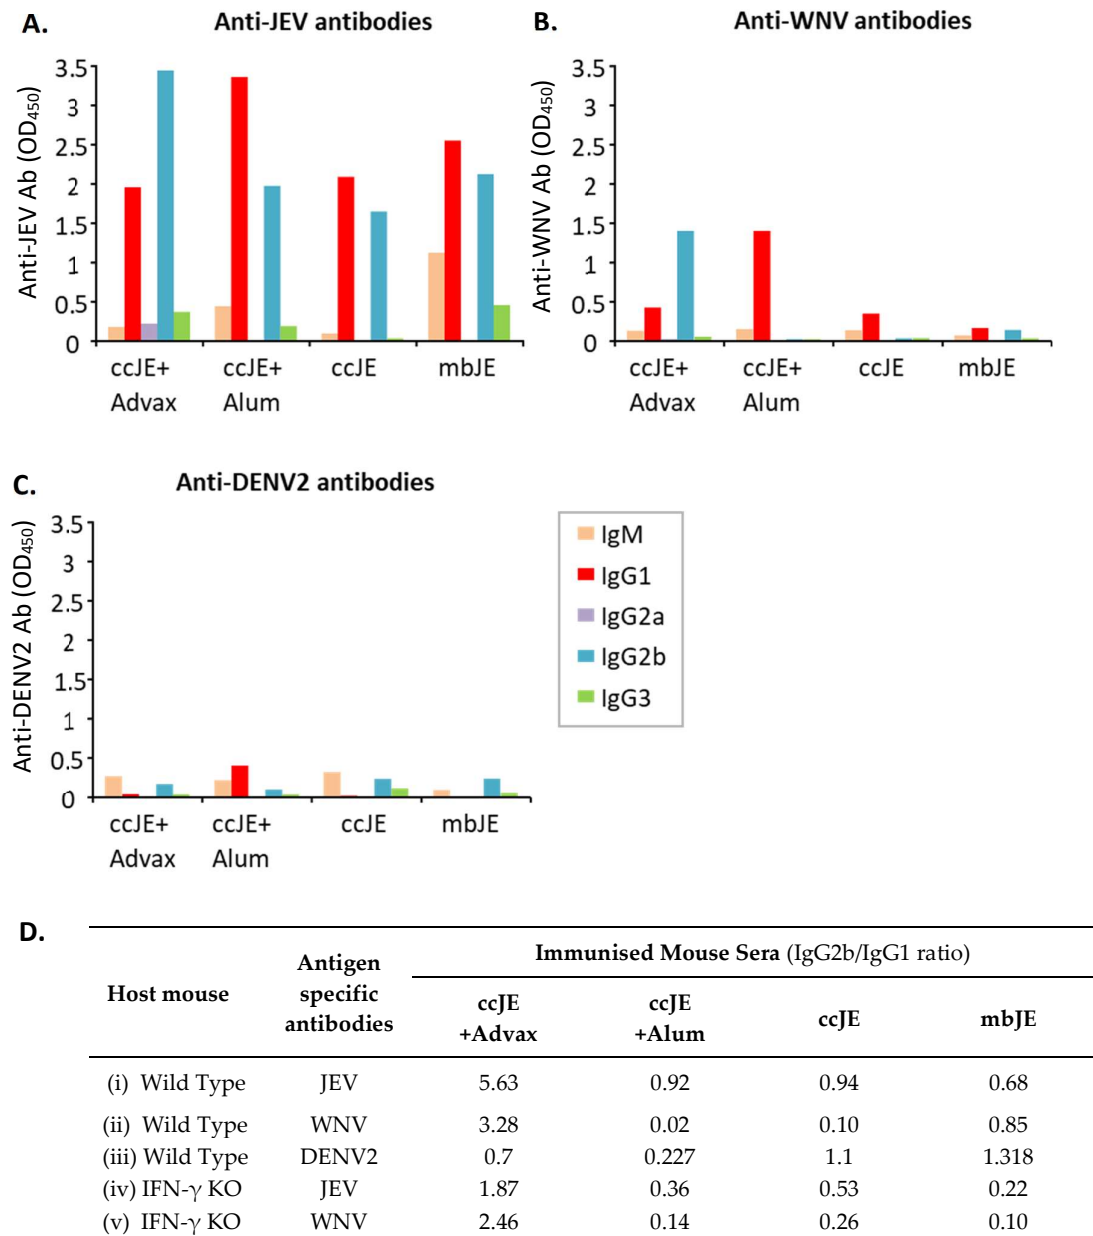 A. Anti-JEV antibodies
Anti-JEV Ab (OD450)
3.5
3
2.5
2
1.5
1
0.5
0
ccJE+ ccJE+ ccJE mbJE
Advax Alum
B. Anti-WNV antibodies
Anti-WNV Ab (OD450)
3.5
3
2.5
2
1.5
1
0.5
0
ccJE+ ccJE+ ccJE mbJE
Advax Alum
C. Anti-DENV2 antibodies
Anti-DENV2 Ab (OD450)
3.5
3
2.5
2
1.5
1
0.5
0
ccJE+ ccJE+ ccJE mbJE
Advax Alum
IgM
IgG1
IgG2a
IgG2b
IgG3
D.
Host mouse
Antigen
specific
antibodies
Immunised Mouse Sera (IgG2b/IgG1 ratio)
ccJE ccJE ccJE mbJE
+Advax +Alum
(i) Wild Type JEV 5.63 0.92 0.94 0.68
(ii) Wild Type WNV 3.28 0.02 0.10 0.85
(iii) Wild Type DENV2 0.7 0.227 1.1 1.318
(iv) IFN-γ KO JEV 1.87 0.36 0.53 0.22
(v) IFN-γ KO WNV 2.46 0.14 0.26 0.10